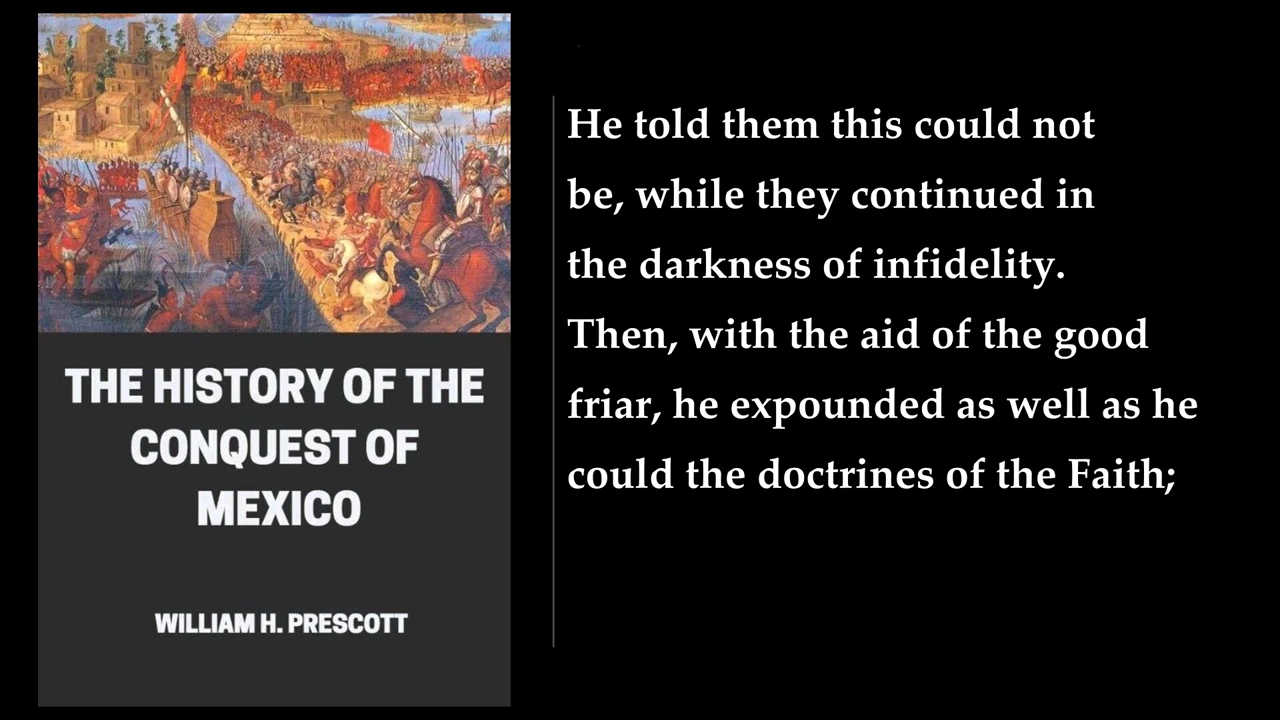 THE HISTORY OF THE
CONQUEST OF
MEXICO
WILLIAM H. PRESCOTT
He told them this could not
be, while they continued in
the darkness of infidelity.
Then, with the aid of the good
friar, he expounded as well as he
could the doctrines of the Faith;